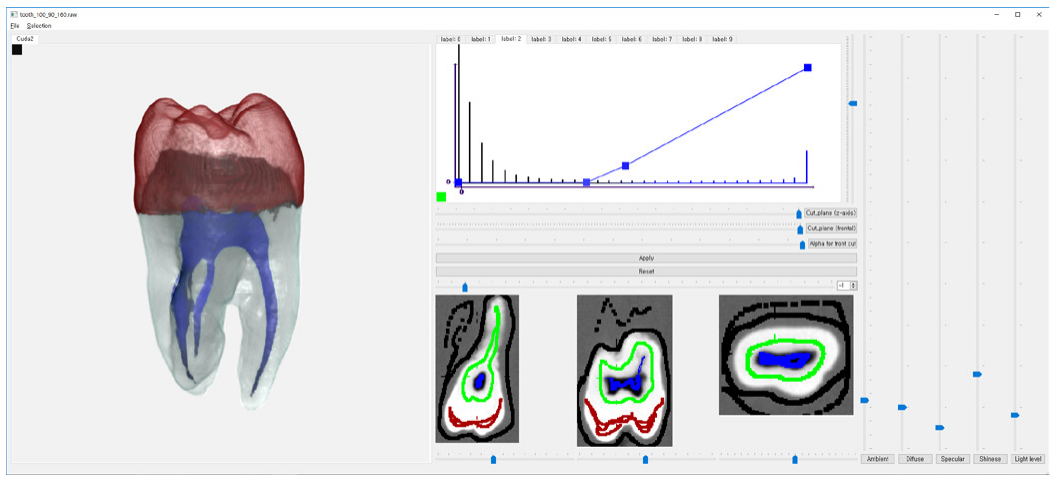 tooth_100_90_160.raw
File Selection
Cuda2
label: 0 label: 1 label: 2 label: 3 label: 4 label: 5 label: 6 label: 7 label: 8 label: 9
0
0
Cut_plane (z-axis)
Cut_plane (frontal)
Alpha for front cut
Apply
Reset
-1
Ambient Diffuse Specular Shinese Light level